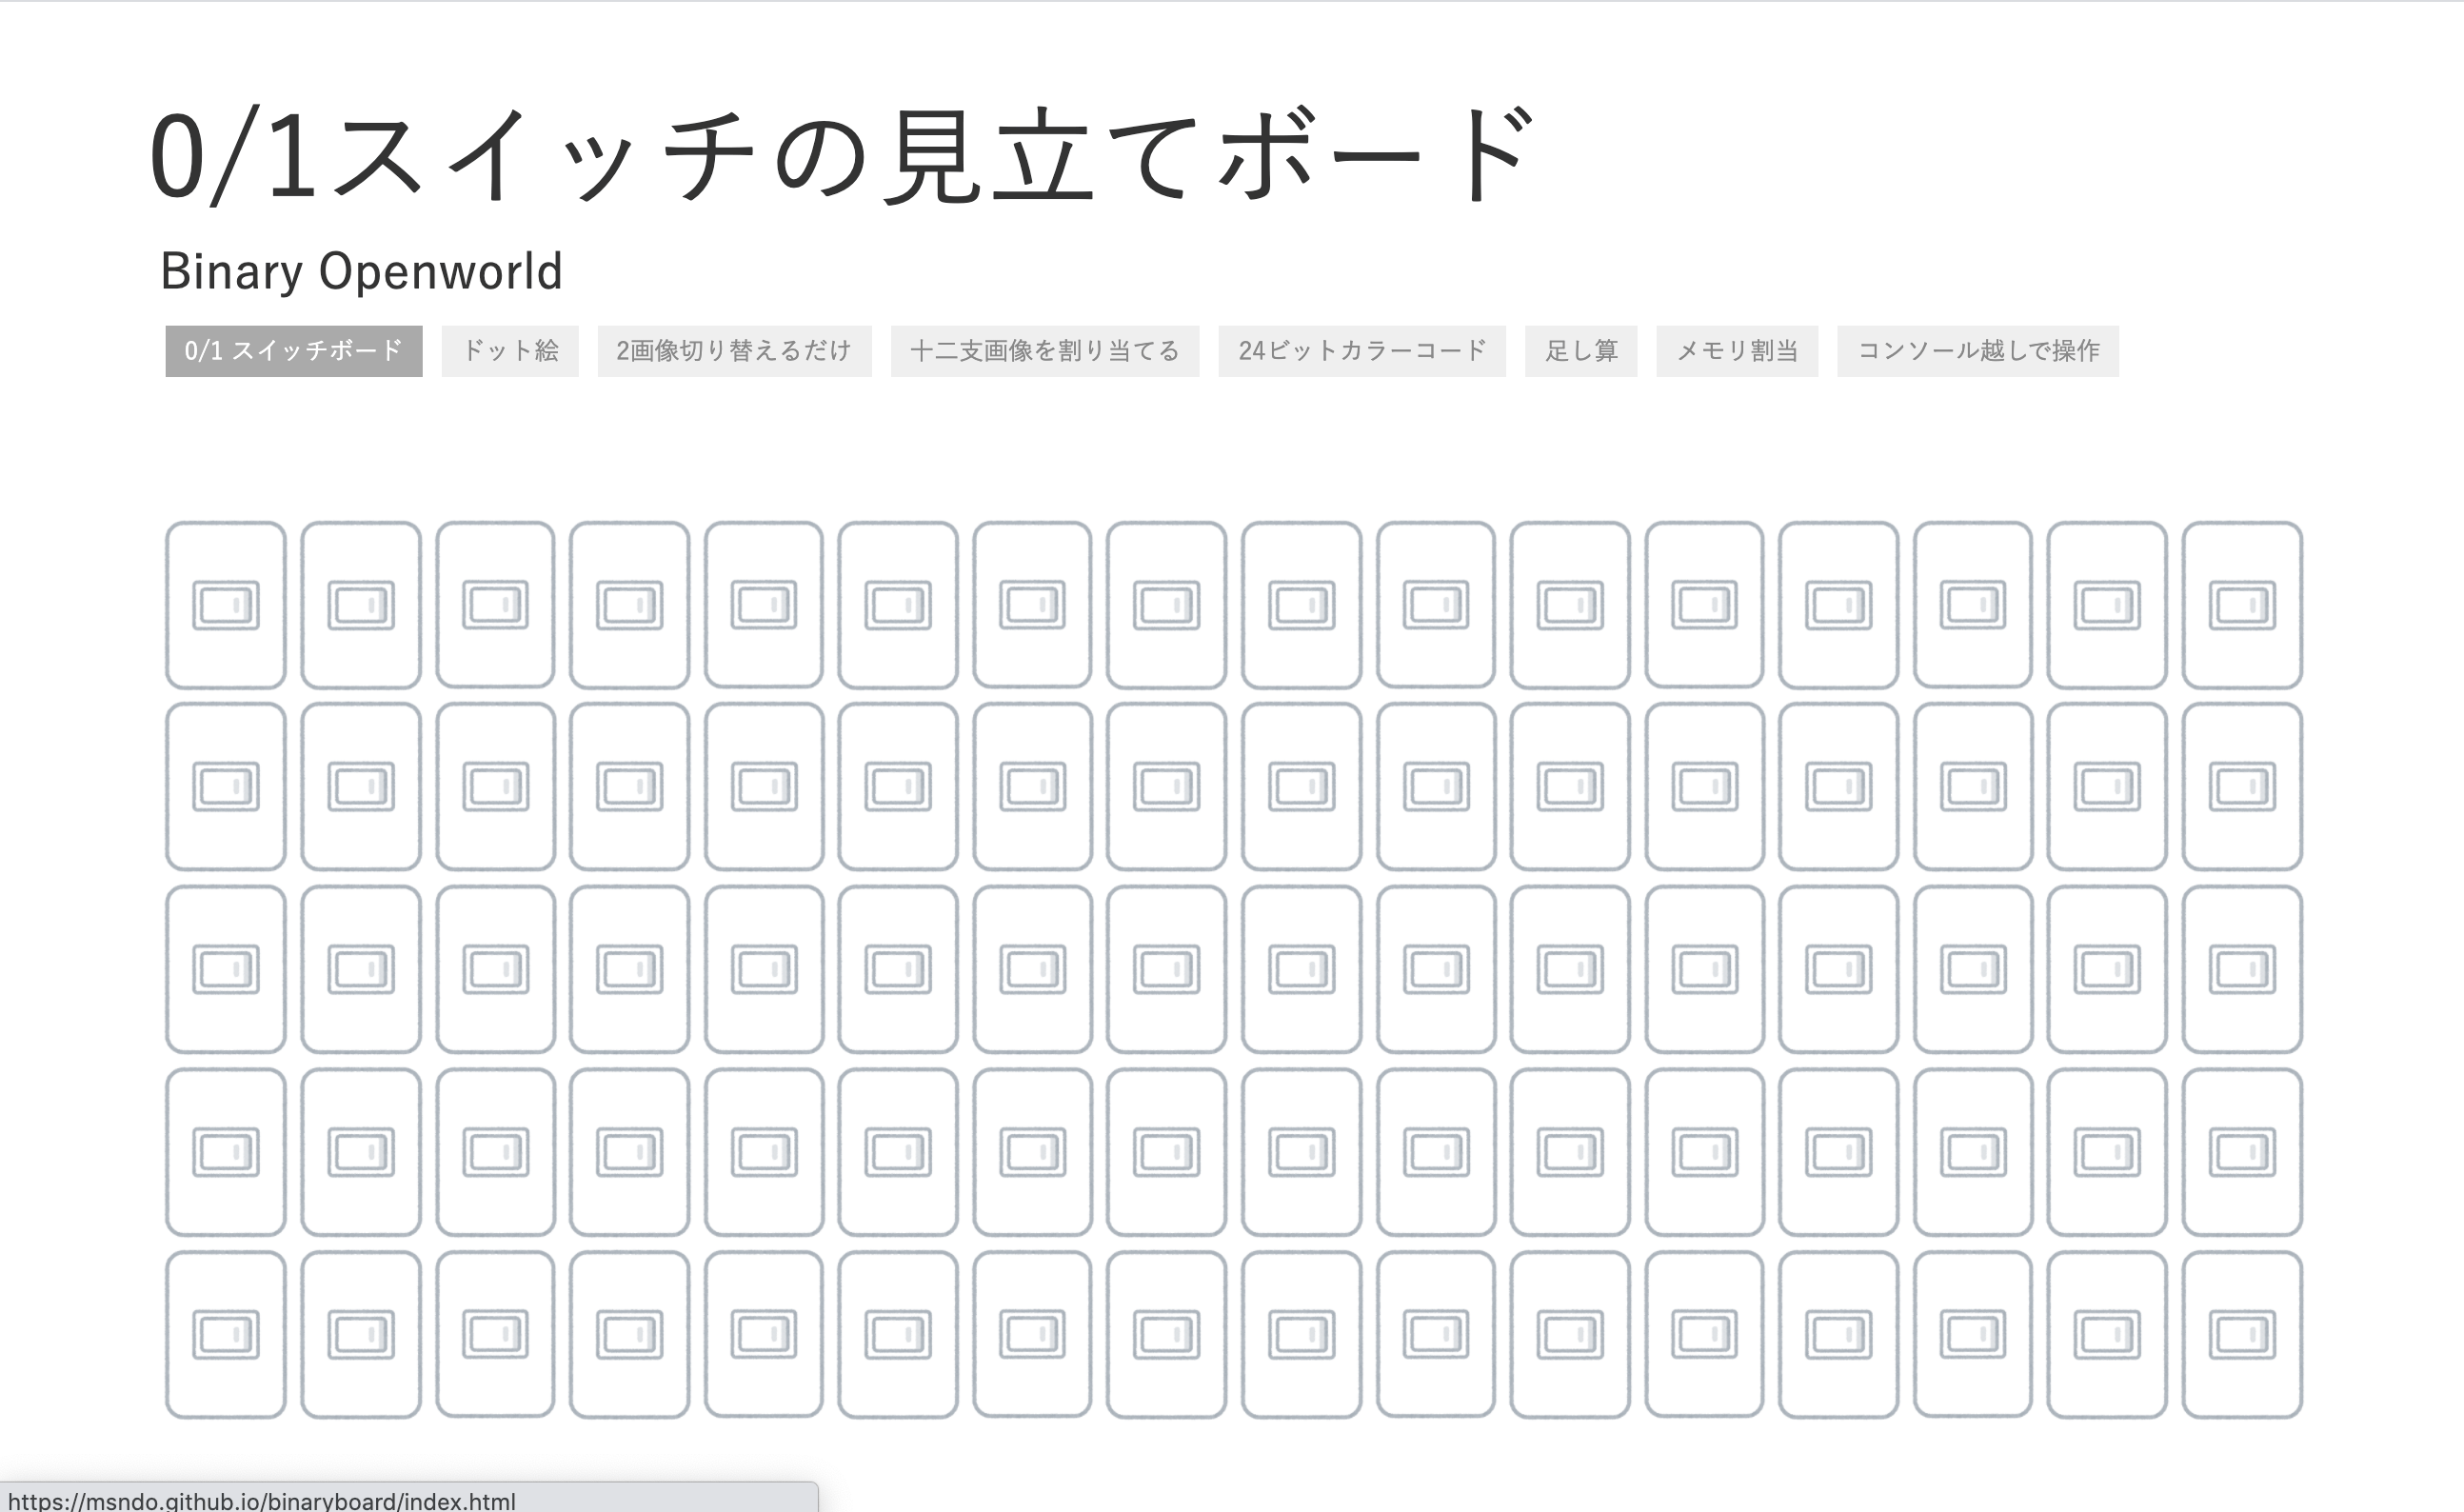 0/1スイッチの見立てボード
Binary Openworld
0/1 スイッチボード ドット絵 2画像切り替えるだけ 十二支画像を割り当てる 24ビットカラーコード 足し算 メモリ割当 コンソール越しで操作
https://msndo.github.io/binaryboard/index.html